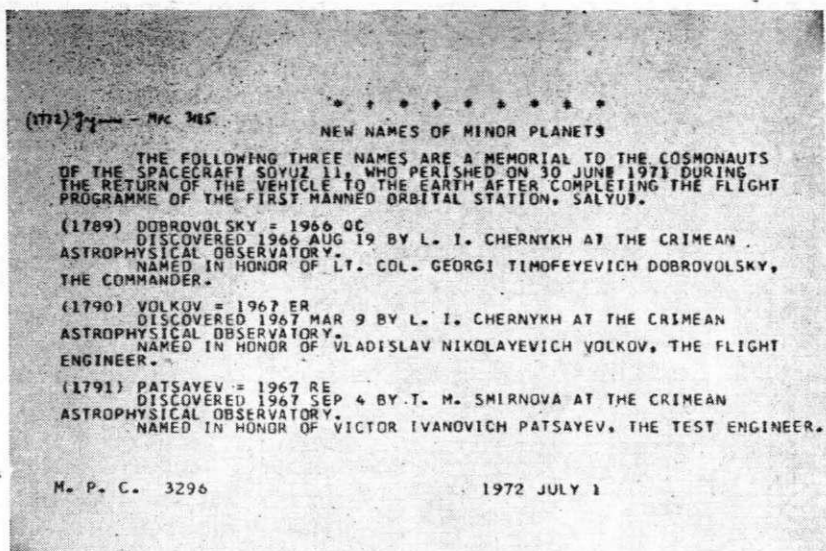 * * * * * * * * *
(1772) - MPC 3185
NEW NAMES OF MINOR PLANETS
THE FOLLOWING THREE NAMES ARE A MEMORIAL TO THE COSMONAUTS
OF THE SPACECRAFT SOYUZ 11, WHO PERISHED ON 30 JUNE 1971 DURING
THE RETURN OF THE VEHICLE TO THE EARTH AFTER COMPLETING THE FLIGHT
PROGRAMME OF THE FIRST MANNED ORBITAL STATION, SALYUT.
(1789) DOBROVOLSKY = 1966 QC
DISCOVERED 1966 AUG 19 BY L. I. CHERNYKH AT THE CRIMEAN
ASTROPHYSICAL OBSERVATORY.
NAMED IN HONOR OF LT. COL. GEORGI TIMOFEYEVICH DOBROVOLSKY,
THE COMMANDER.
(1790) VOLKOV = 1967 ER
DISCOVERED 1967 MAR 9 BY L. I. CHERNYKH AT THE CRIMEAN
ASTROPHYSICAL OBSERVATORY.
NAMED IN HONOR OF VLADISLAV NIKOLAYEVICH VOLKOV, THE FLIGHT
ENGINEER.
(1791) PATSAYEV = 1967 RE
DISCOVERED 1967 SEP 4 BY T. M. SMIRNOVA AT THE CRIMEAN
ASTROPHYSICAL OBSERVATORY.
NAMED IN HONOR OF VICTOR IVANOVICH PATSAYEV, THE TEST ENGINEER.
M. P. C. 3296 1972 JULY 1